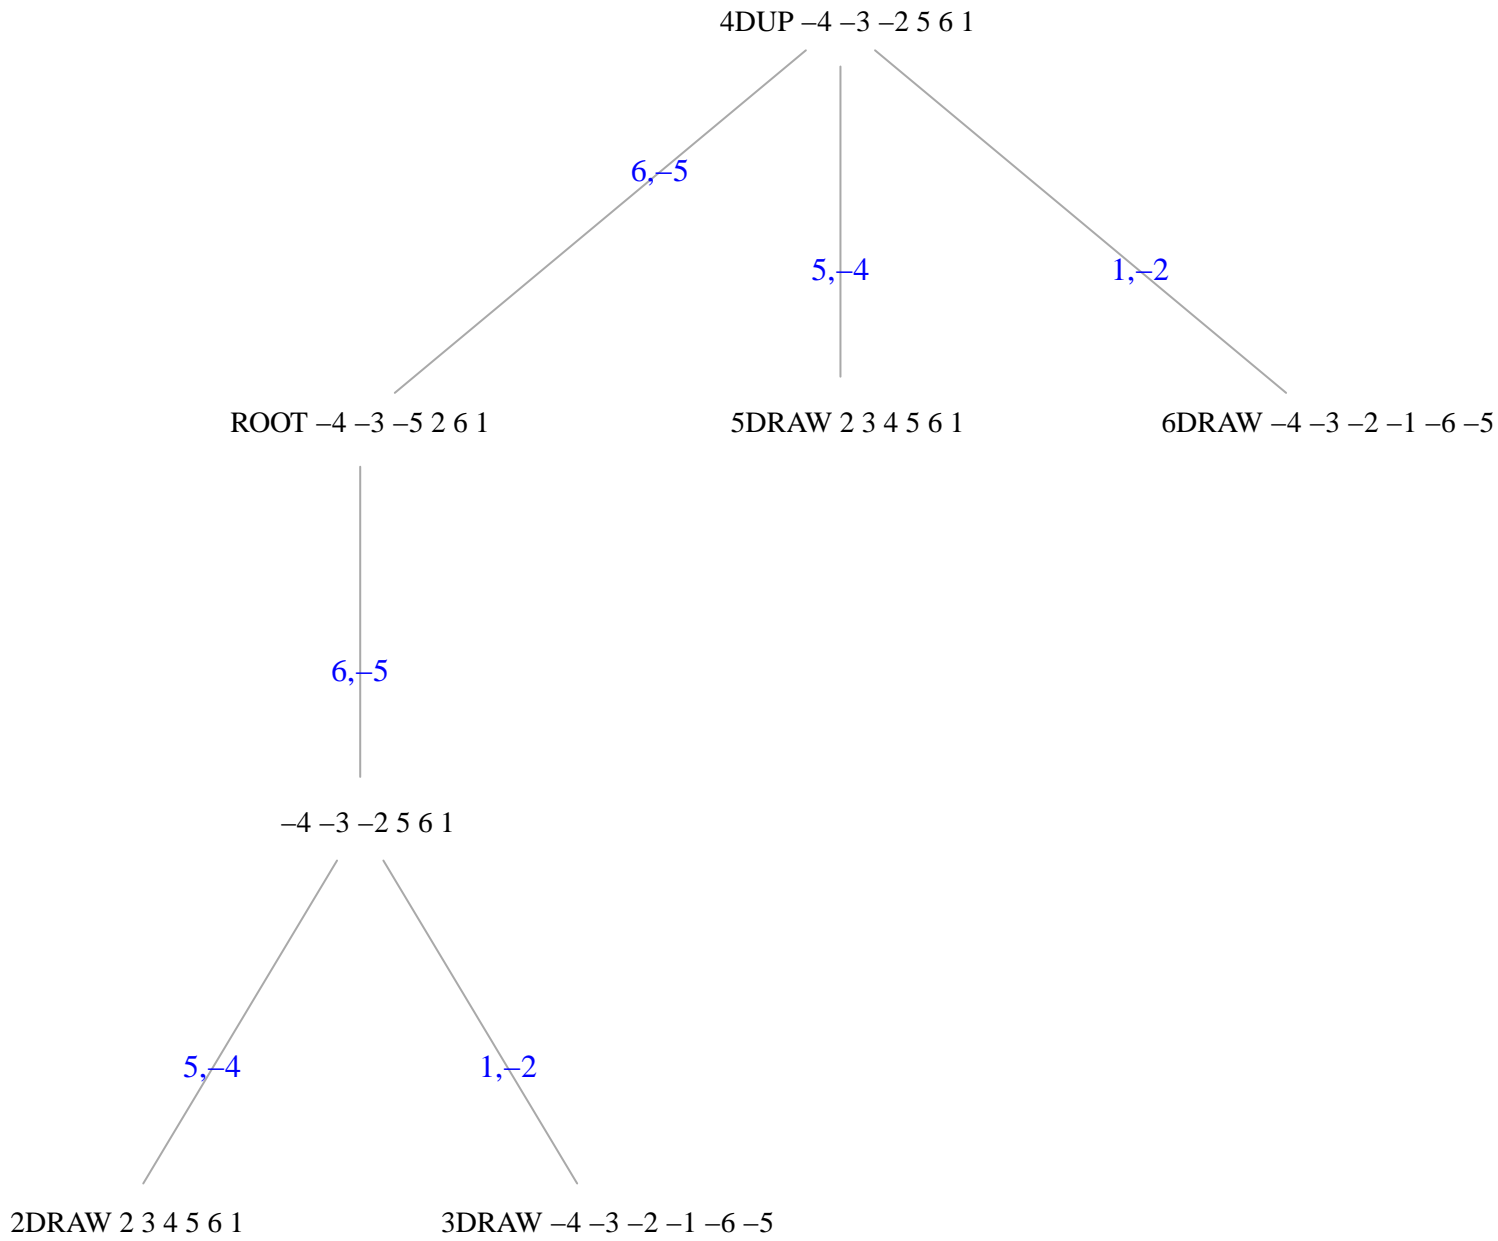 4DUP –4 –3 –2 5 6 1
6,–5
5,–4
1,–2
ROOT –4 –3 –5 2 6 1
5DRAW 2 3 4 5 6 1
6DRAW –4 –3 –2 –1 –6 –5
6,–5
–4 –3 –2 5 6 1
5,–4
1,–2
2DRAW 2 3 4 5 6 1
3DRAW –4 –3 –2 –1 –6 –5